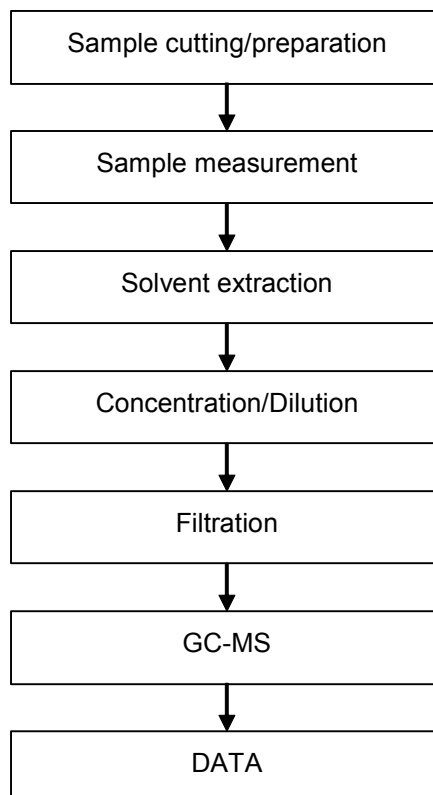 Sample cutting/preparation
Sample measurement
Solvent extraction
Concentration/Dilution
Filtration
GC-MS
DATA